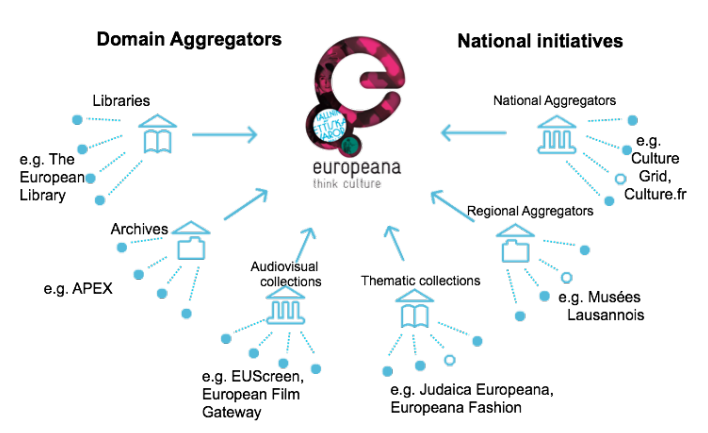 Domain Aggregators
National initiatives
Libraries
National Aggregators
e.g. The
European
Library
e.g.
Culture
Grid,
Culture.fr
europeana
think culture
Archives
Regional Aggregators
e.g. APEX
Audiovisual
collections
Thematic collections
e.g. Musées
Lausannois
e.g. EUScreen,
European Film
Gateway
e.g. Judaica Europeana,
Europeana Fashion